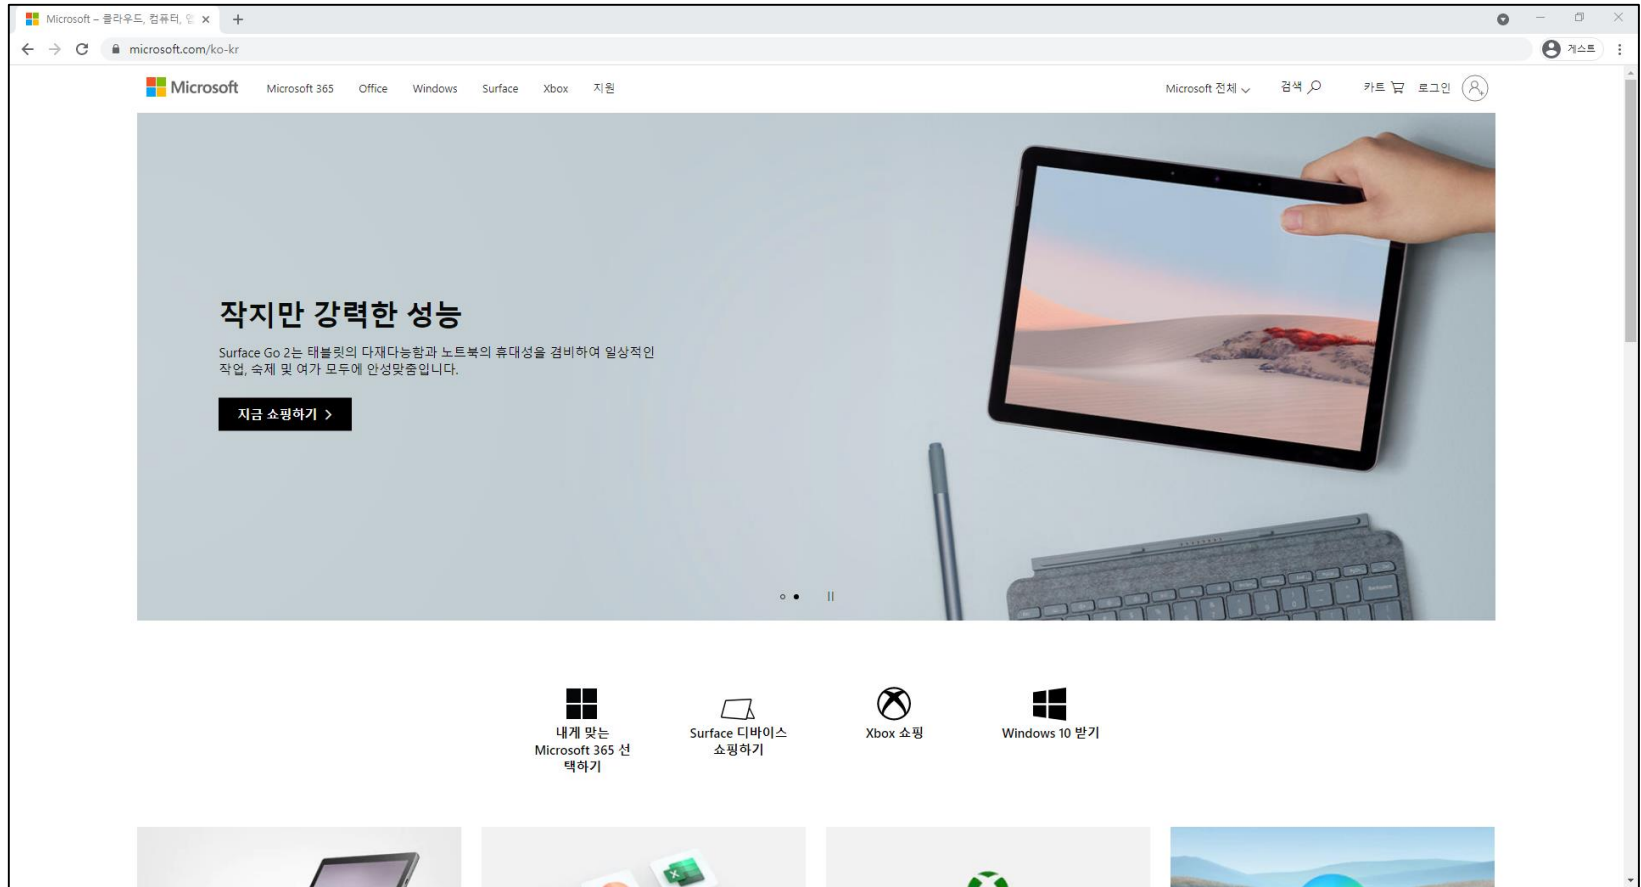 Microsoft – 클라우드, 컴퓨터,
microsoft.com/ko-kr
게스트
Microsoft
Microsoft 365
Office
Windows
Surface
Xbox
지원
Microsoft 전체
검색
카트
로그인
작지만 강력한 성능
Surface Go 2는 태블릿의 다재다능함과 노트북의 휴대성을 겸비하여 일상적인
작업, 숙제 및 여가 모두에 안성맞춤입니다.
지금 쇼핑하기
내게 맞는
Microsoft 365 선
택하기
Surface 디바이스
쇼핑하기
Xbox 쇼핑
Windows 10 받기